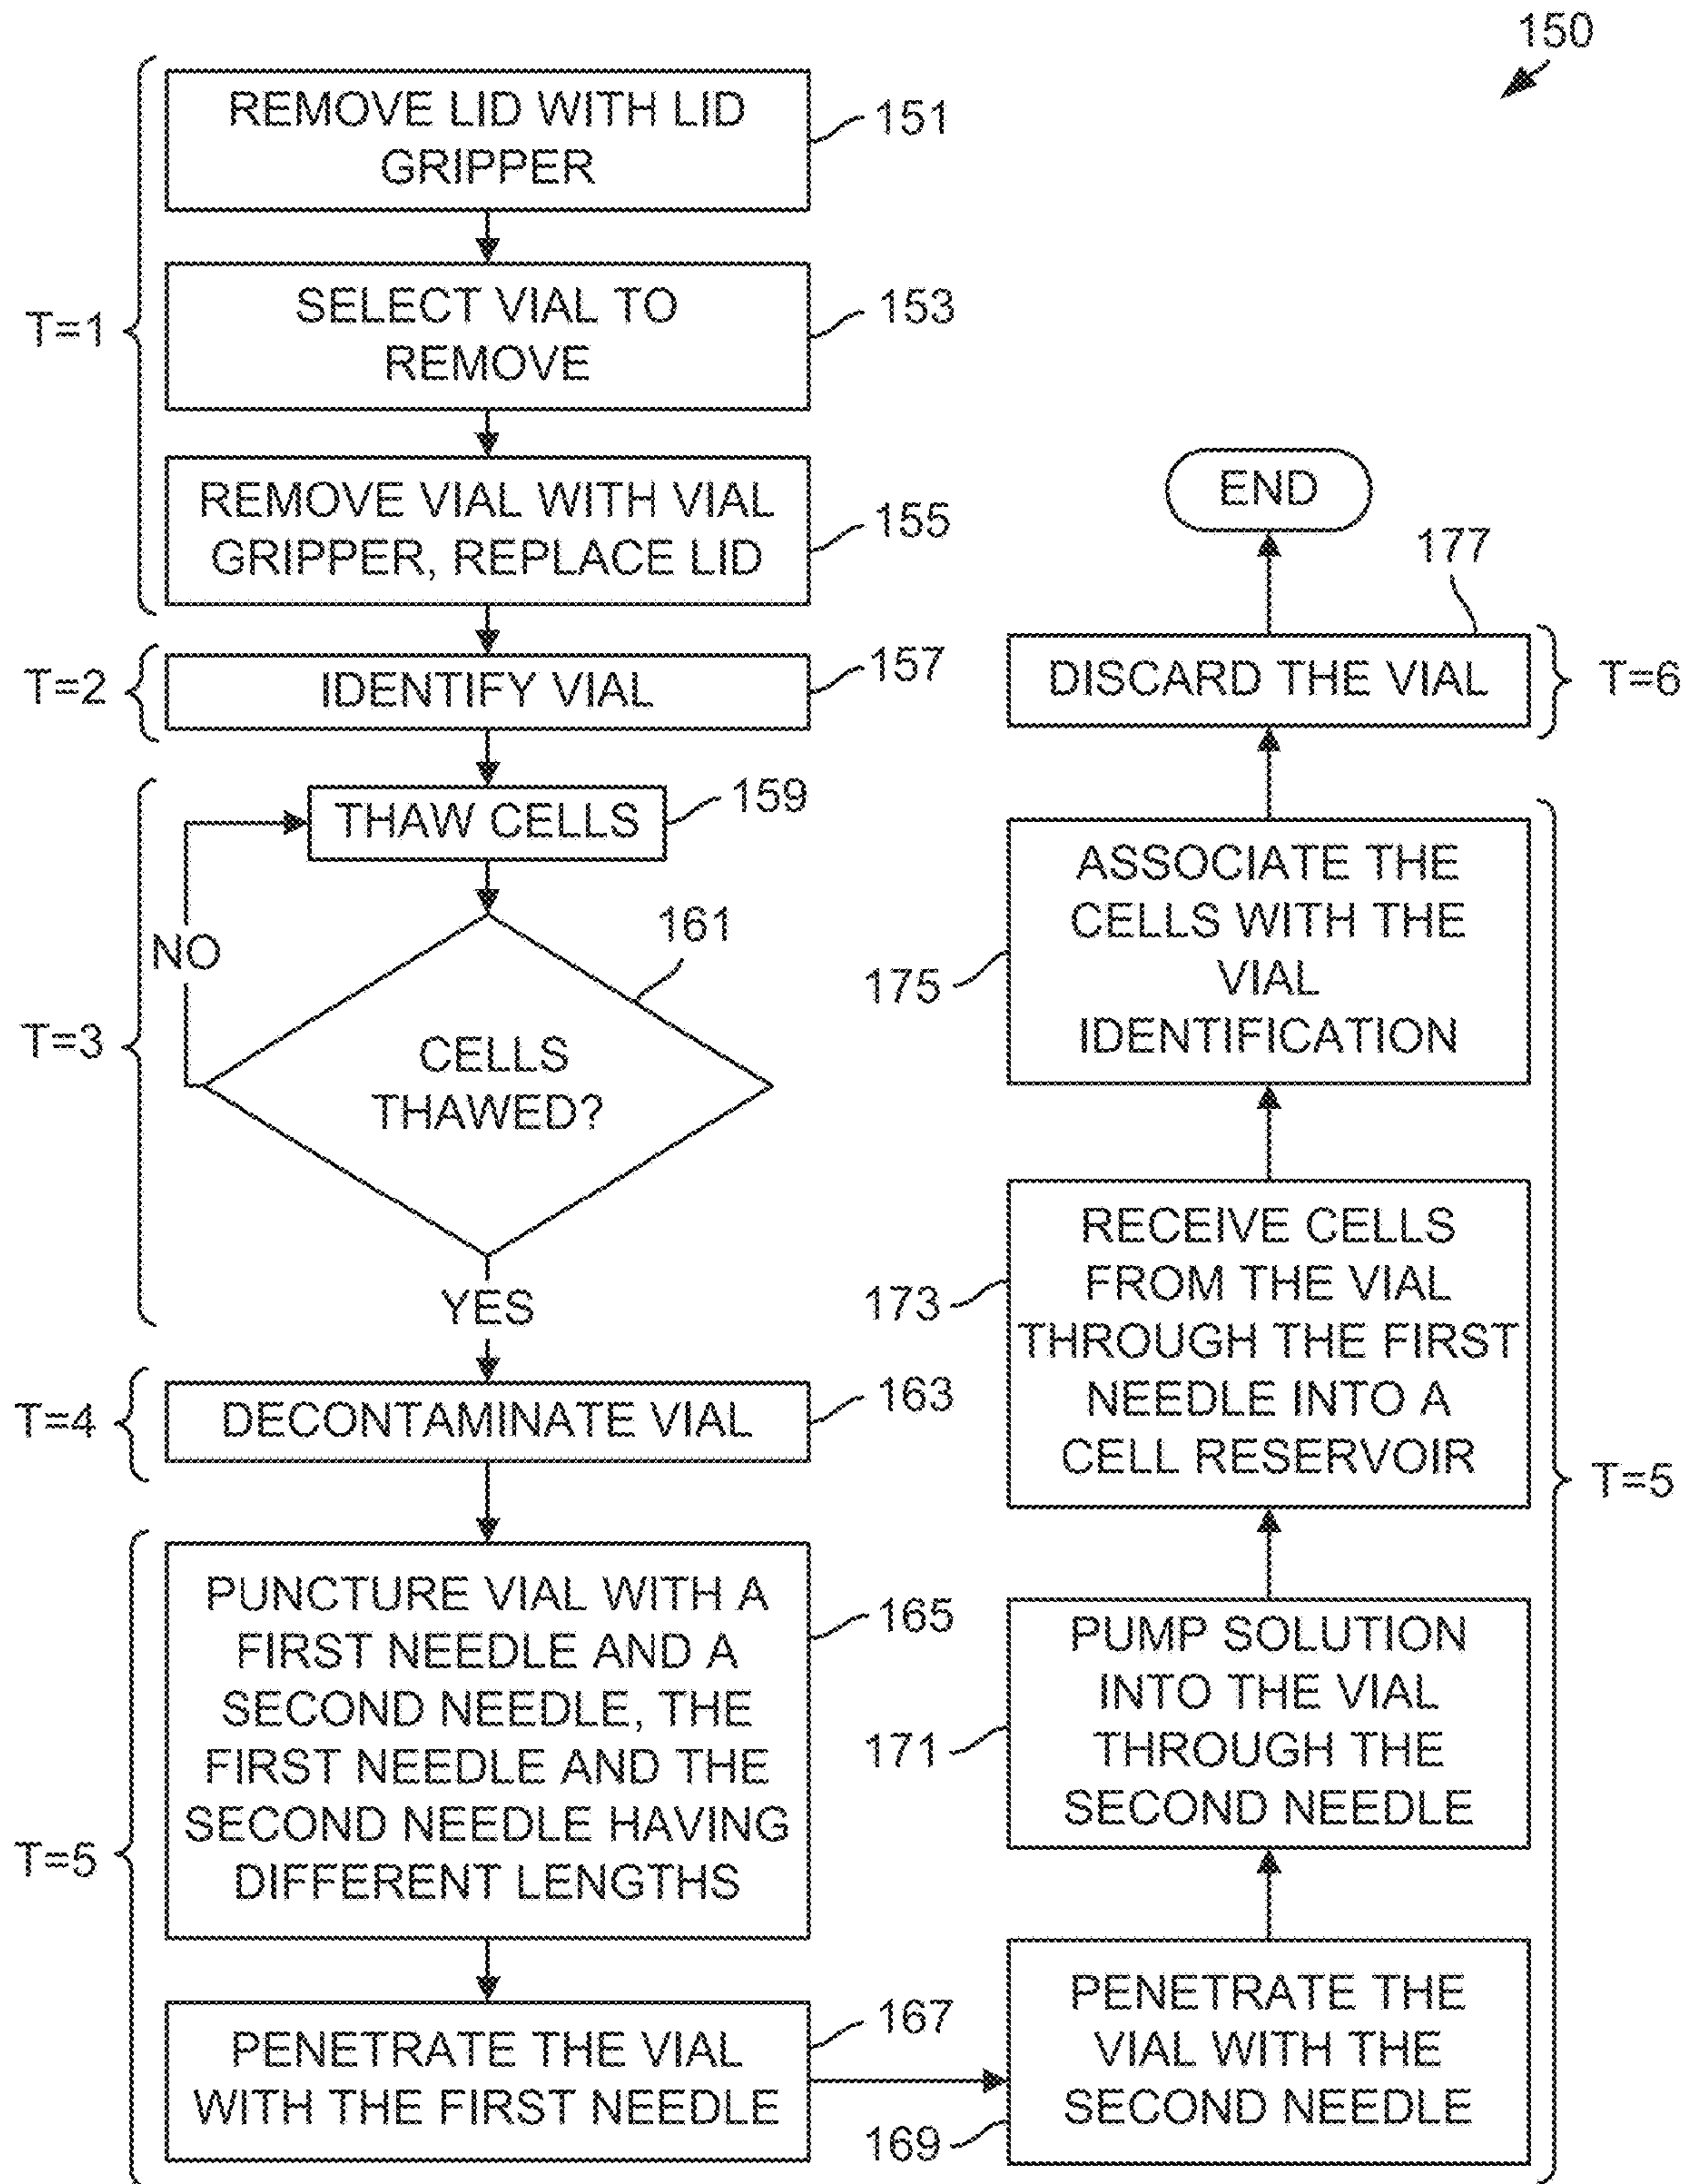 150
T=1
REMOVE LID WITH LID
GRIPPER
151
SELECT VIAL TO
REMOVE
153
REMOVE VIAL WITH VIAL
GRIPPER, REPLACE LID
155
T=2
IDENTIFY VIAL
157
T=3
THAW CELLS
159
NO
CELLS
THAWED?
161
YES
T=4
DECONTAMINATE VIAL
163
T=5
PUNCTURE VIAL WITH A
FIRST NEEDLE AND A
SECOND NEEDLE, THE
FIRST NEEDLE AND THE
SECOND NEEDLE HAVING
DIFFERENT LENGTHS
165
PENETRATE THE VIAL
WITH THE FIRST NEEDLE
167
PENETRATE THE
VIAL WITH THE
SECOND NEEDLE
169
PUMP SOLUTION
INTO THE VIAL
THROUGH THE
SECOND NEEDLE
171
RECEIVE CELLS
FROM THE VIAL
THROUGH THE FIRST
NEEDLE INTO A
CELL RESERVOIR
173
T=5
ASSOCIATE THE
CELLS WITH THE
VIAL
IDENTIFICATION
175
DISCARD THE VIAL
177
T=6
END